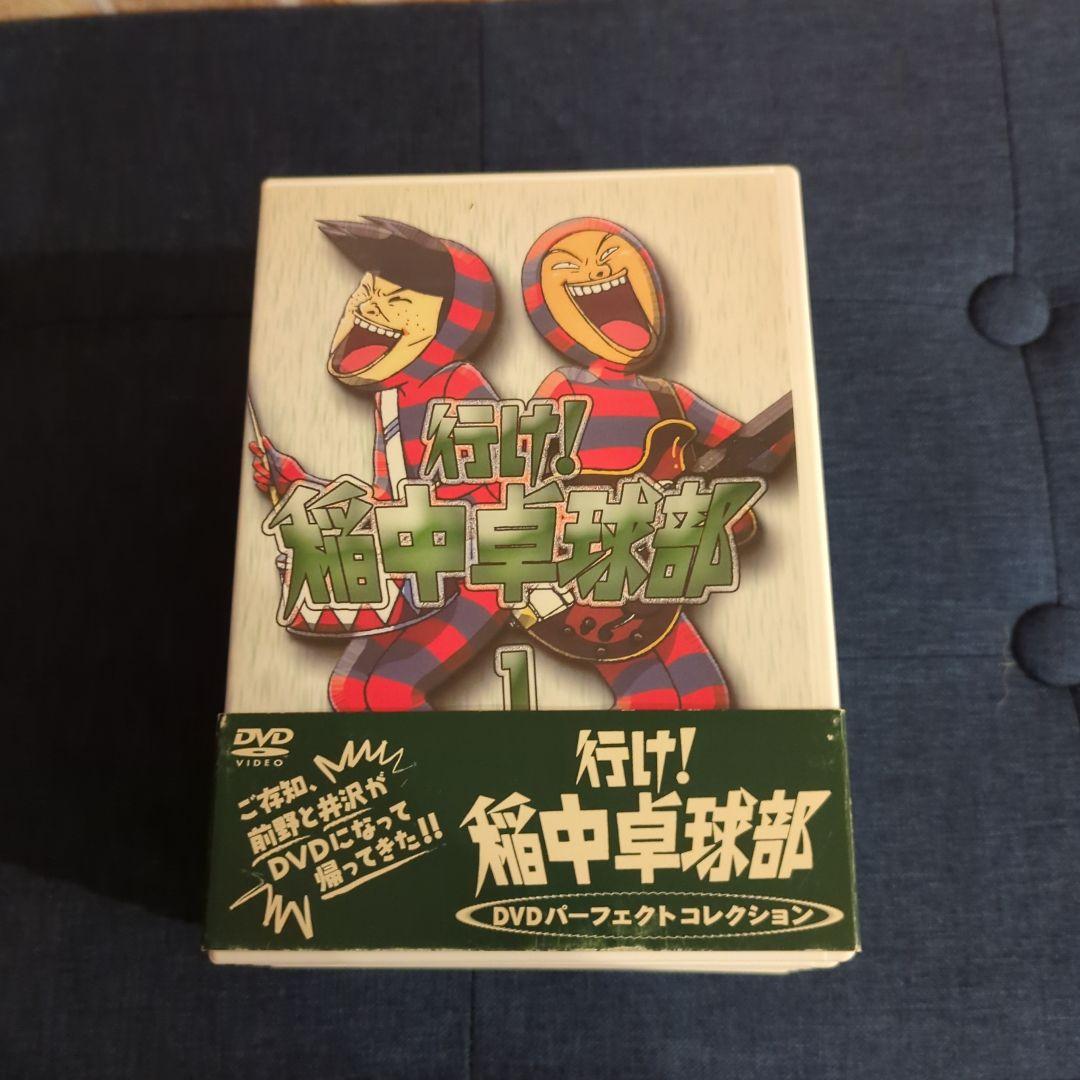 行け!
稲中卓球部
1
DVD
VIDEO
ご存知、
前野と井沢が
DVDになって
帰ってきた!!
行け!
稲中卓球部
DVDパーフェクトコレクション